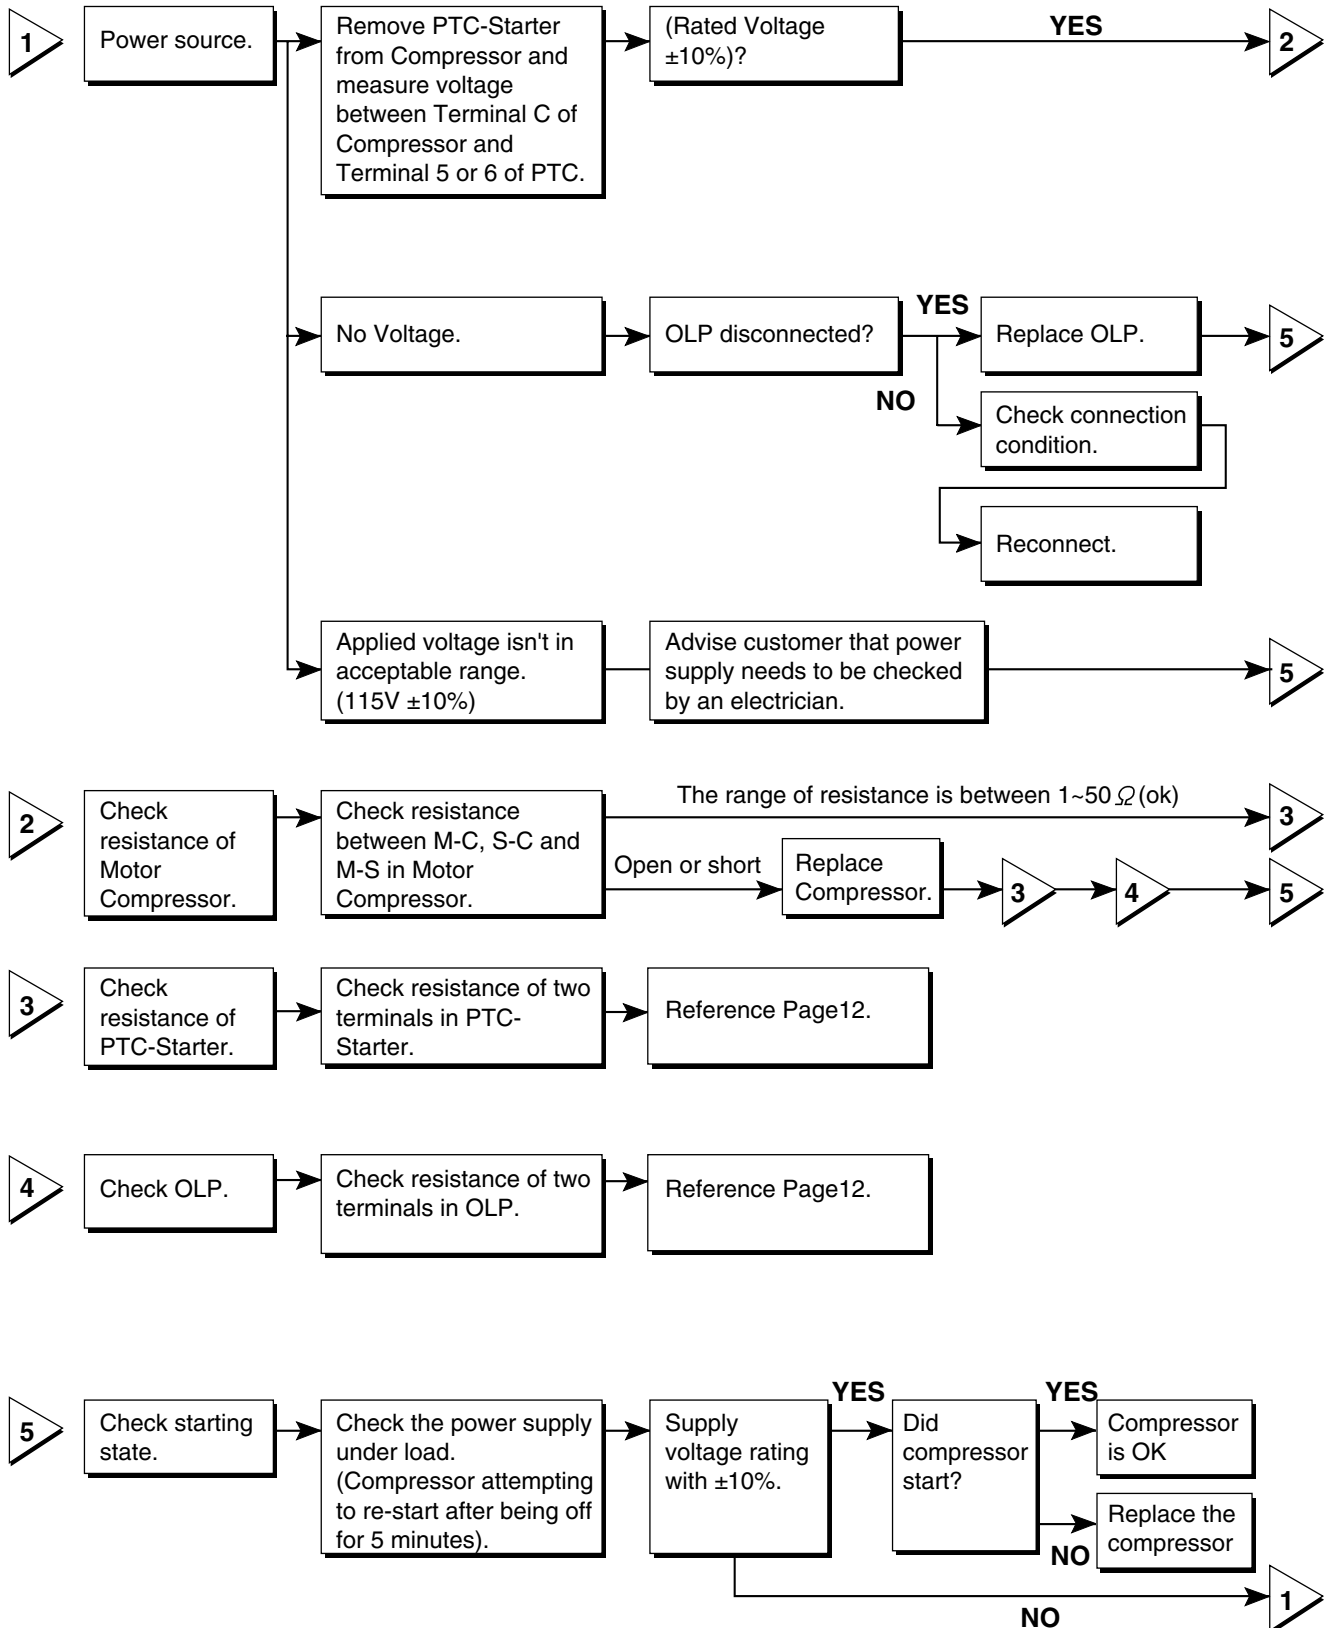 1
Power source.
Remove PTC-Starter
from Compressor and
measure voltage
between Terminal C of
Compressor and
Terminal 5 or 6 of PTC.
(Rated Voltage
±10%)?
YES
2
No Voltage.
OLP disconnected?
YES
Replace OLP.
5
NO
Check connection
condition.
Reconnect.
Applied voltage isn't in
acceptable range.
(115V ±10%)
Advise customer that power
supply needs to be checked
by an electrician.
5
2
Check
resistance of
Motor
Compressor.
Check resistance
between M-C, S-C and
M-S in Motor
Compressor.
The range of resistance is between 1~50Ω(ok)
3
Open or short
Replace
Compressor.
3
4
5
3
Check
resistance of
PTC-Starter.
Check resistance of two
terminals in PTC-
Starter.
Reference Page12.
4
Check OLP.
Check resistance of two
terminals in OLP.
Reference Page12.
5
Check starting
state.
Check the power supply
under load.
(Compressor attempting
to re-start after being off
for 5 minutes).
Supply
voltage rating
with ±10%.
YES
Did
compressor
start?
YES
Compressor
is OK
NO
Replace the
compressor
NO
1